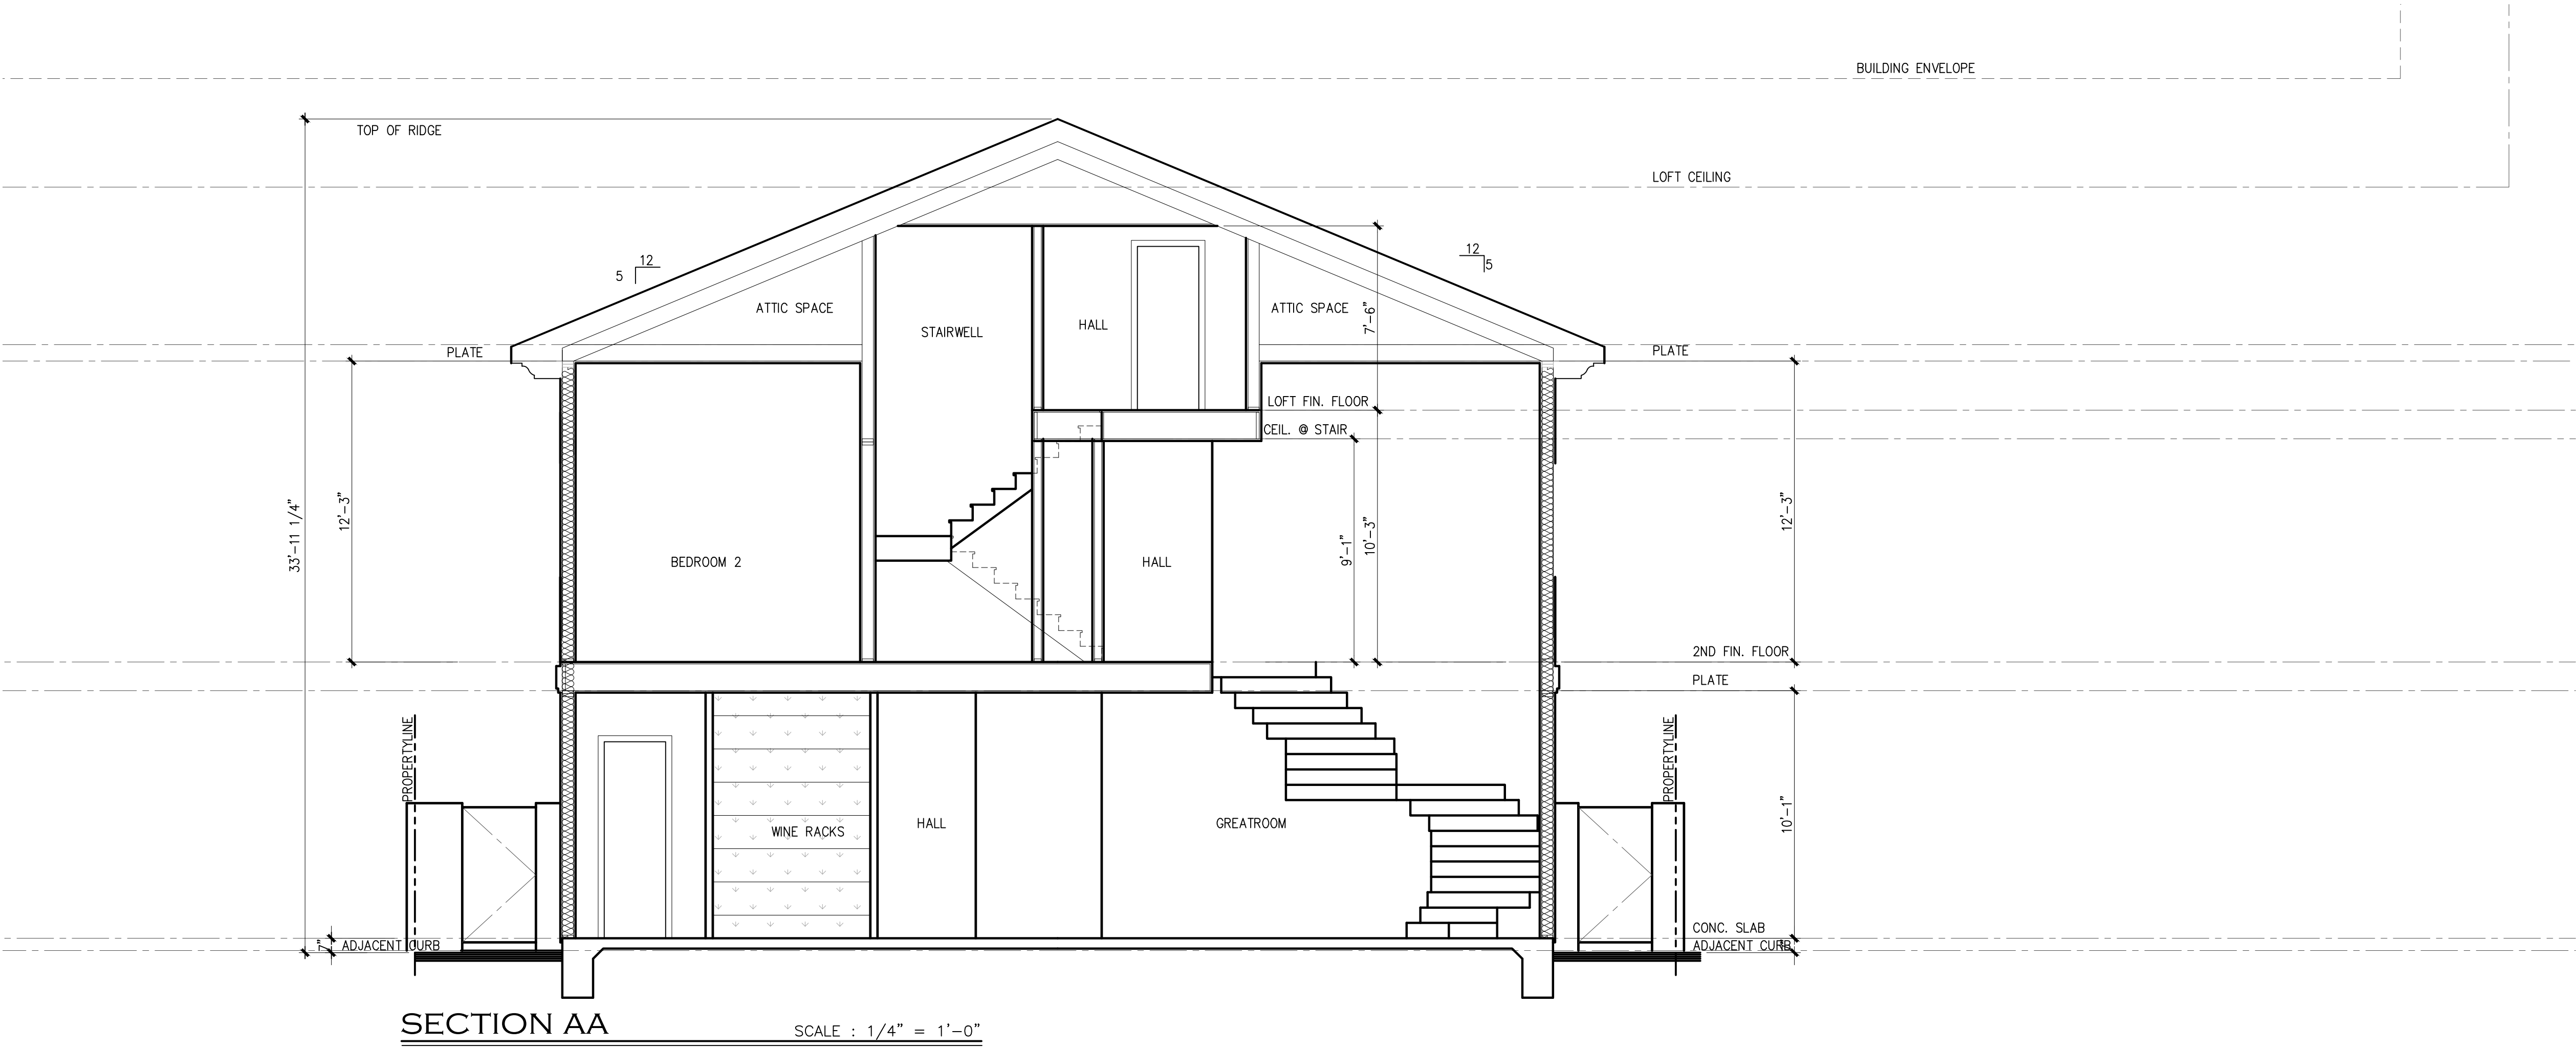 BUILDING ENVELOPE
TOP OF RIDGE
LOFT CEILING
12
5
12
5
ATTIC SPACE
STAIRWELL
HALL
ATTIC SPACE
7'-6"
PLATE
PLATE
LOFT FIN. FLOOR
CEIL. @ STAIR
33'-11 1/4"
12'-3"
BEDROOM 2
HALL
9'-1"
10'-3"
12'-3"
2ND FIN. FLOOR
PLATE
PROPERTYLINE
PROPERTYLINE
WINE RACKS
HALL
GREATROOM
10'-1"
7"
ADJACENT CURB
CONC. SLAB
ADJACENT CURB
SECTION AA
SCALE : 1/4" = 1'-0"